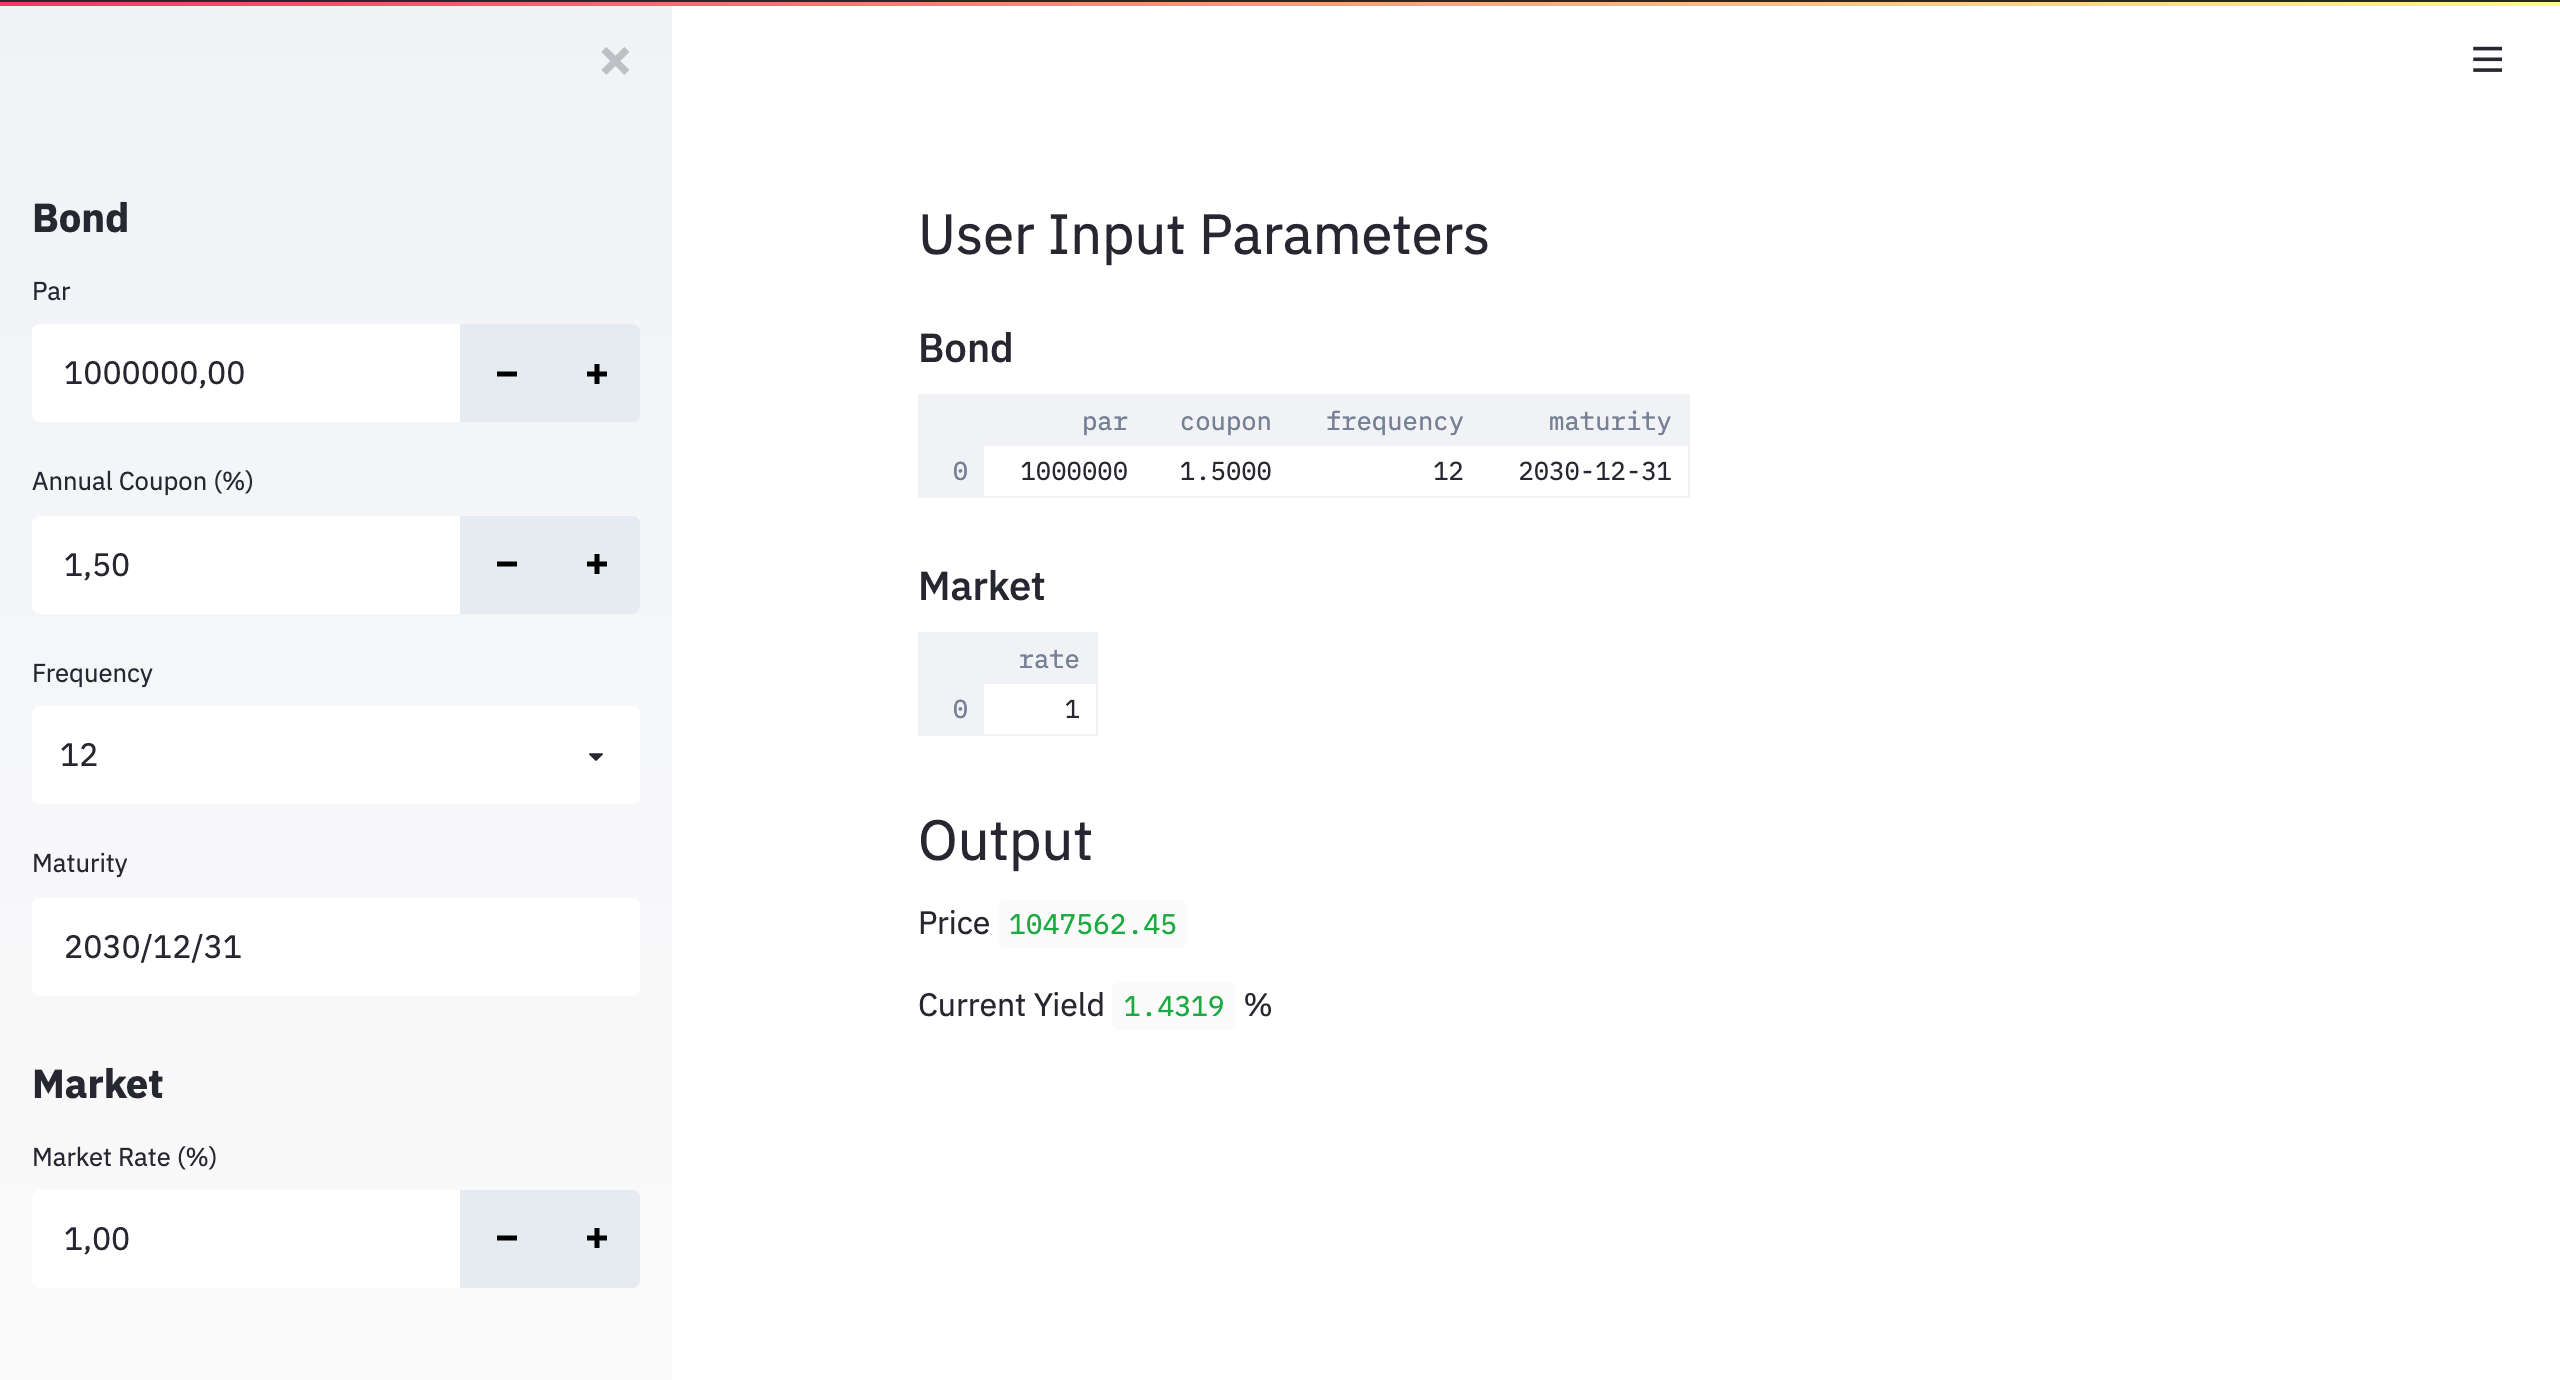 Bond
Par
1000000,00
Annual Coupon (%)
1,50
Frequency
12
Maturity
2030/12/31
Market
Market Rate (%)
1,00
User Input Parameters
Bond
par coupon frequency maturity
0 1000000 1.5000 12 2030-12-31
Market
rate
0 1
Output
Price 1047562.45
Current Yield 1.4319 %